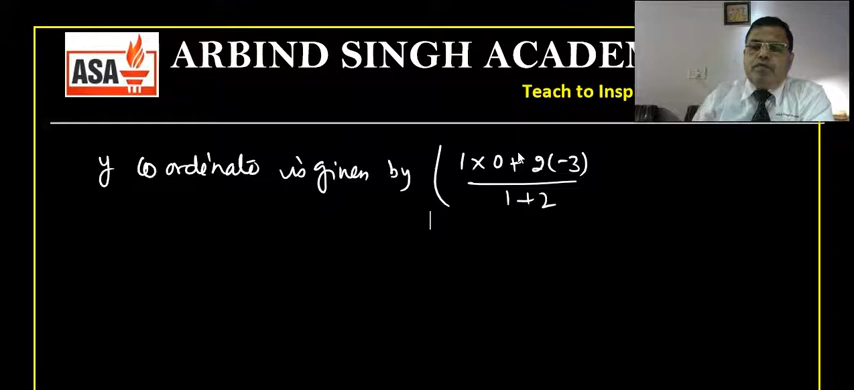 ASA
ARBIND SINGH ACADEM
Teach to Insp
y coordinate is given by ( 1 × 0 + 2(-3)
1 + 2